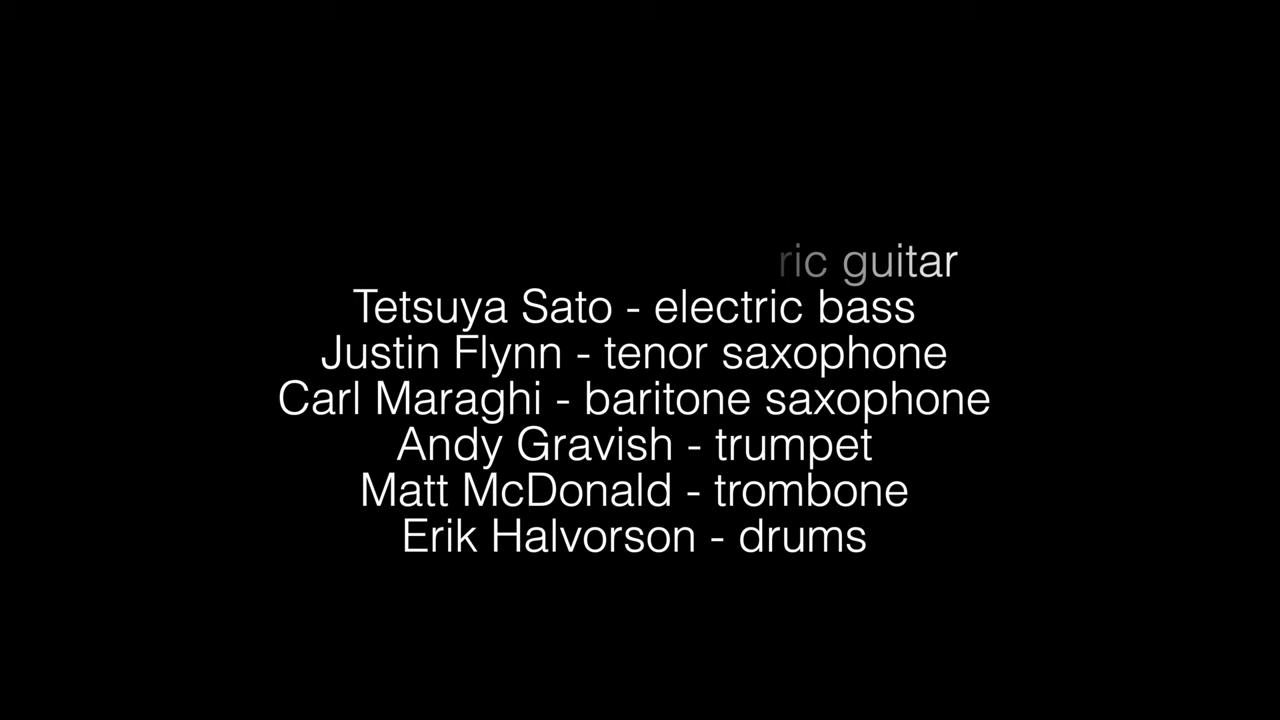 ric guitar
Tetsuya Sato - electric bass
Justin Flynn - tenor saxophone
Carl Maraghi - baritone saxophone
Andy Gravish - trumpet
Matt McDonald - trombone
Erik Halvorson - drums